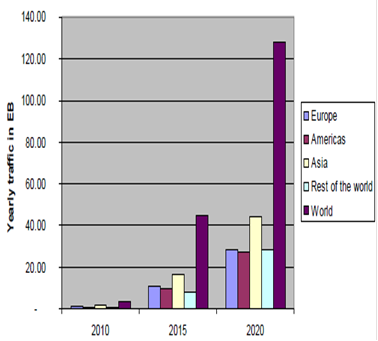 140.00
120.00
100.00
80.00
60.00
40.00
20.00
-
Yearly traffic in EB
2010
2015
2020
Europe
Americas
Asia
Rest of the world
World